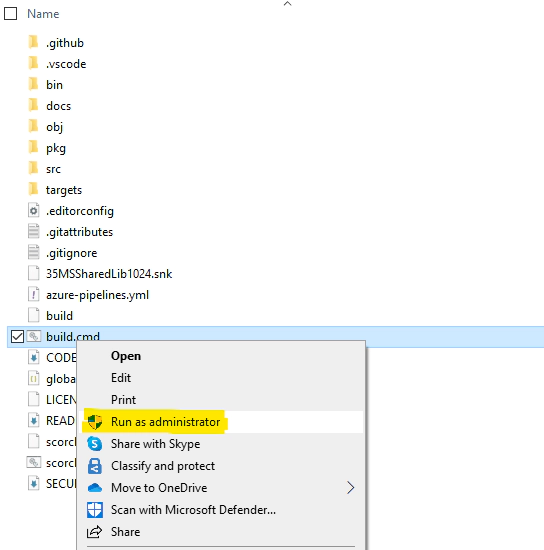 Name
.github
.vscode
bin
docs
obj
pkg
src
targets
.editorconfig
.gitattributes
.gitignore
35MSSharedLib1024.snk
azure-pipelines.yml
build
build.cmd
CODE
globa
LICEN
READ
scorcl
scorcl
SECUI
Open
Edit
Print
Run as administrator
Share with Skype
Classify and protect
Move to OneDrive
Scan with Microsoft Defender...
Share